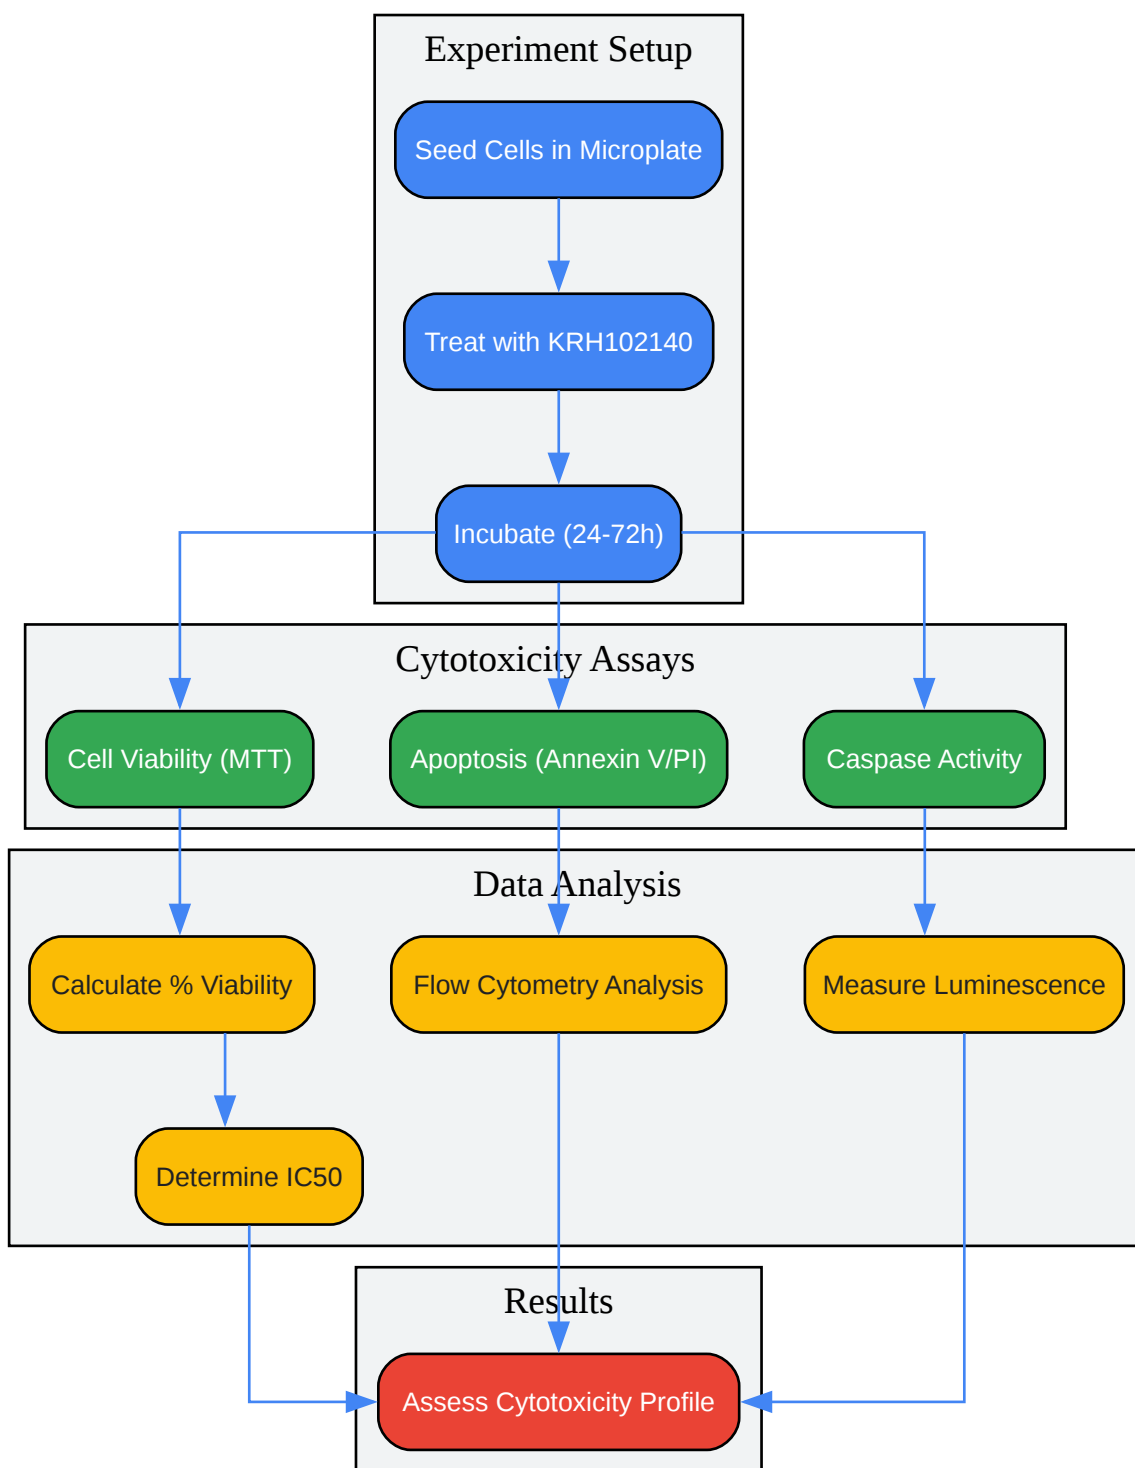 Experiment Setup
Seed Cells in Microplate
Treat with KRH102140
Incubate (24-72h)
Cytotoxicity Assays
Cell Viability (MTT)
Apoptosis (Annexin V/PI)
Caspase Activity
Data Analysis
Calculate % Viability
Flow Cytometry Analysis
Measure Luminescence
Determine IC50
Results
Assess Cytotoxicity Profile